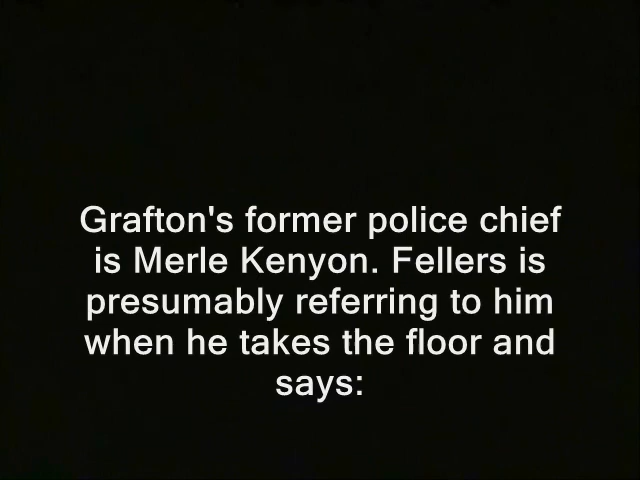 Grafton's former police chief
is Merle Kenyon. Fellers is
presumably referring to him
when he takes the floor and
says: